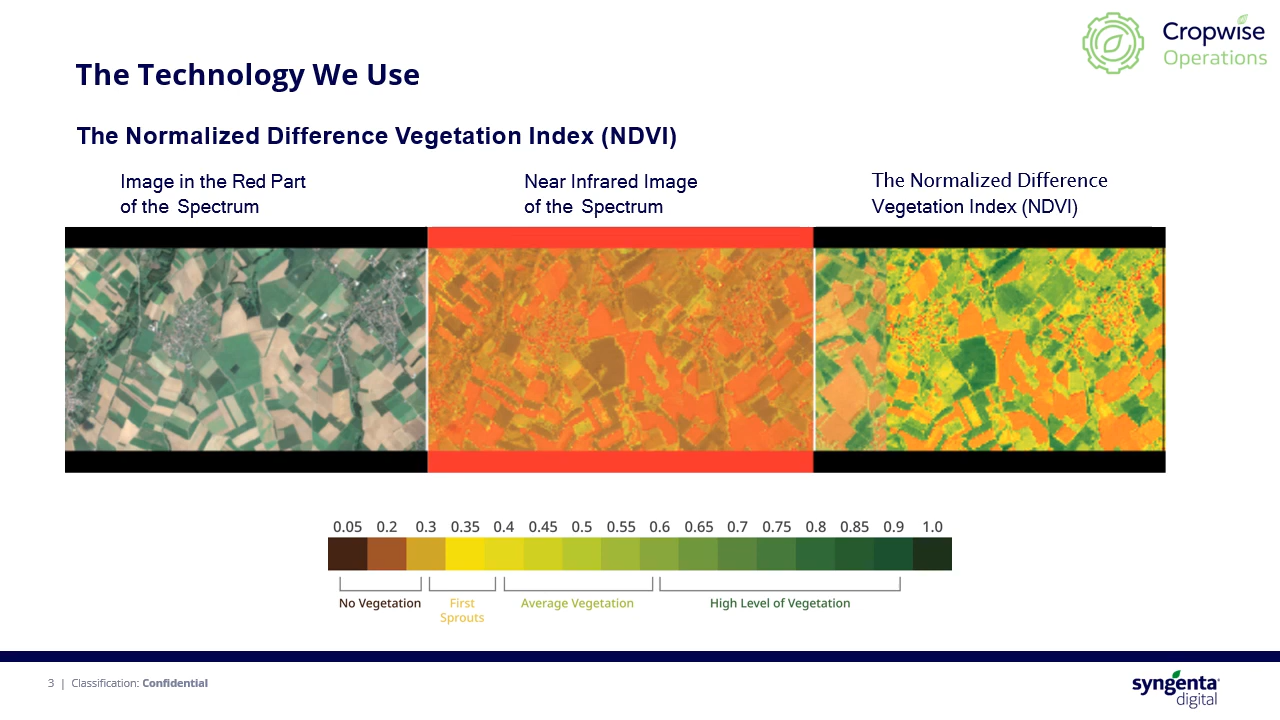 Cropwise
Operations
The Technology We Use
The Normalized Difference Vegetation Index (NDVI)
Image in the Red Part
of the Spectrum
Near Infrared Image
of the Spectrum
The Normalized Difference
Vegetation Index (NDVI)
0.05 0.2 0.3 0.35 0.4 0.45 0.5 0.55 0.6 0.65 0.7 0.75 0.8 0.85 0.9 1.0
No Vegetation
First
Sprouts
Average Vegetation
High Level of Vegetation
3 | Classification: Confidential
syngenta
digital